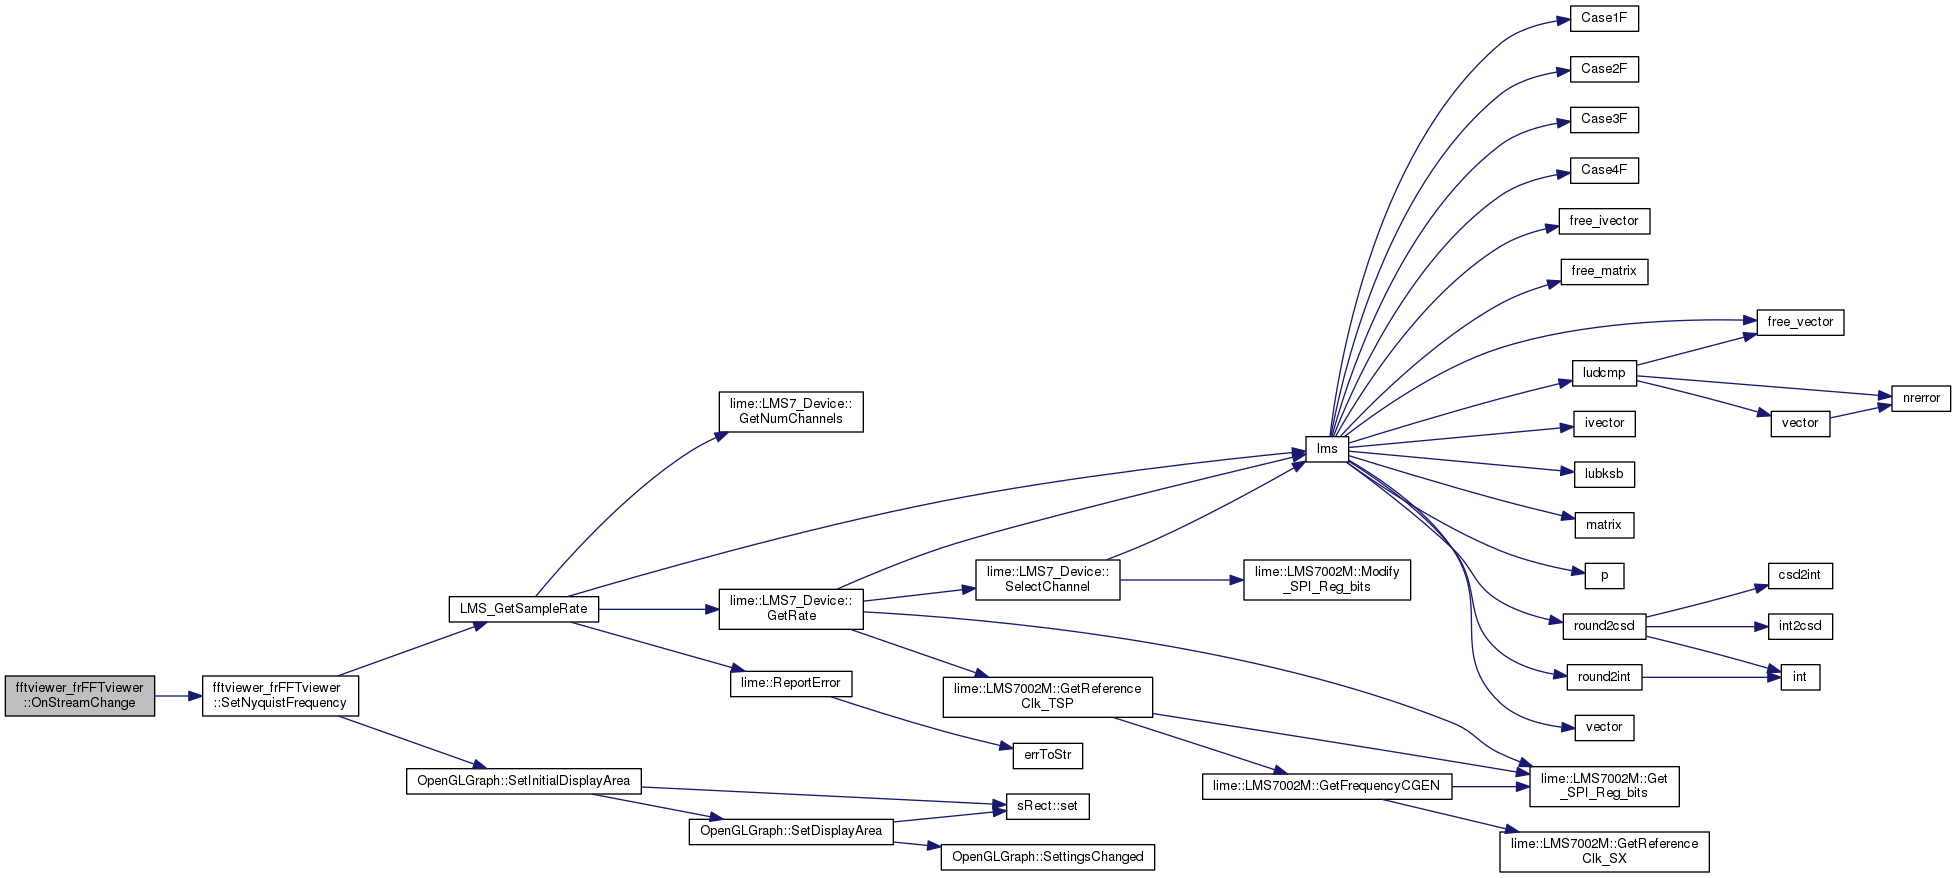 fftviewer_frFFTviewer
::OnStreamChange
fftviewer_frFFTviewer
::SetNyquistFrequency
LMS_GetSampleRate
OpenGLGraph::SetInitialDisplayArea
lime::LMS7_Device::
GetNumChannels
lime::LMS7_Device::
GetRate
lime::ReportError
OpenGLGraph::SetDisplayArea
lime::LMS7_Device::
SelectChannel
lime::LMS7002M::GetReference
Clk_TSP
errToStr
sRect::set
OpenGLGraph::SettingsChanged
lime::LMS7002M::Modify
_SPI_Reg_bits
lime::LMS7002M::GetFrequencyCGEN
lms
Case1F
Case2F
Case3F
Case4F
free_ivector
free_matrix
free_vector
ludcmp
nrerror
vector
ivector
lubksb
matrix
p
csd2int
round2csd
int2csd
round2int
int
vector
lime::LMS7002M::Get
_SPI_Reg_bits
lime::LMS7002M::GetReference
Clk_SX